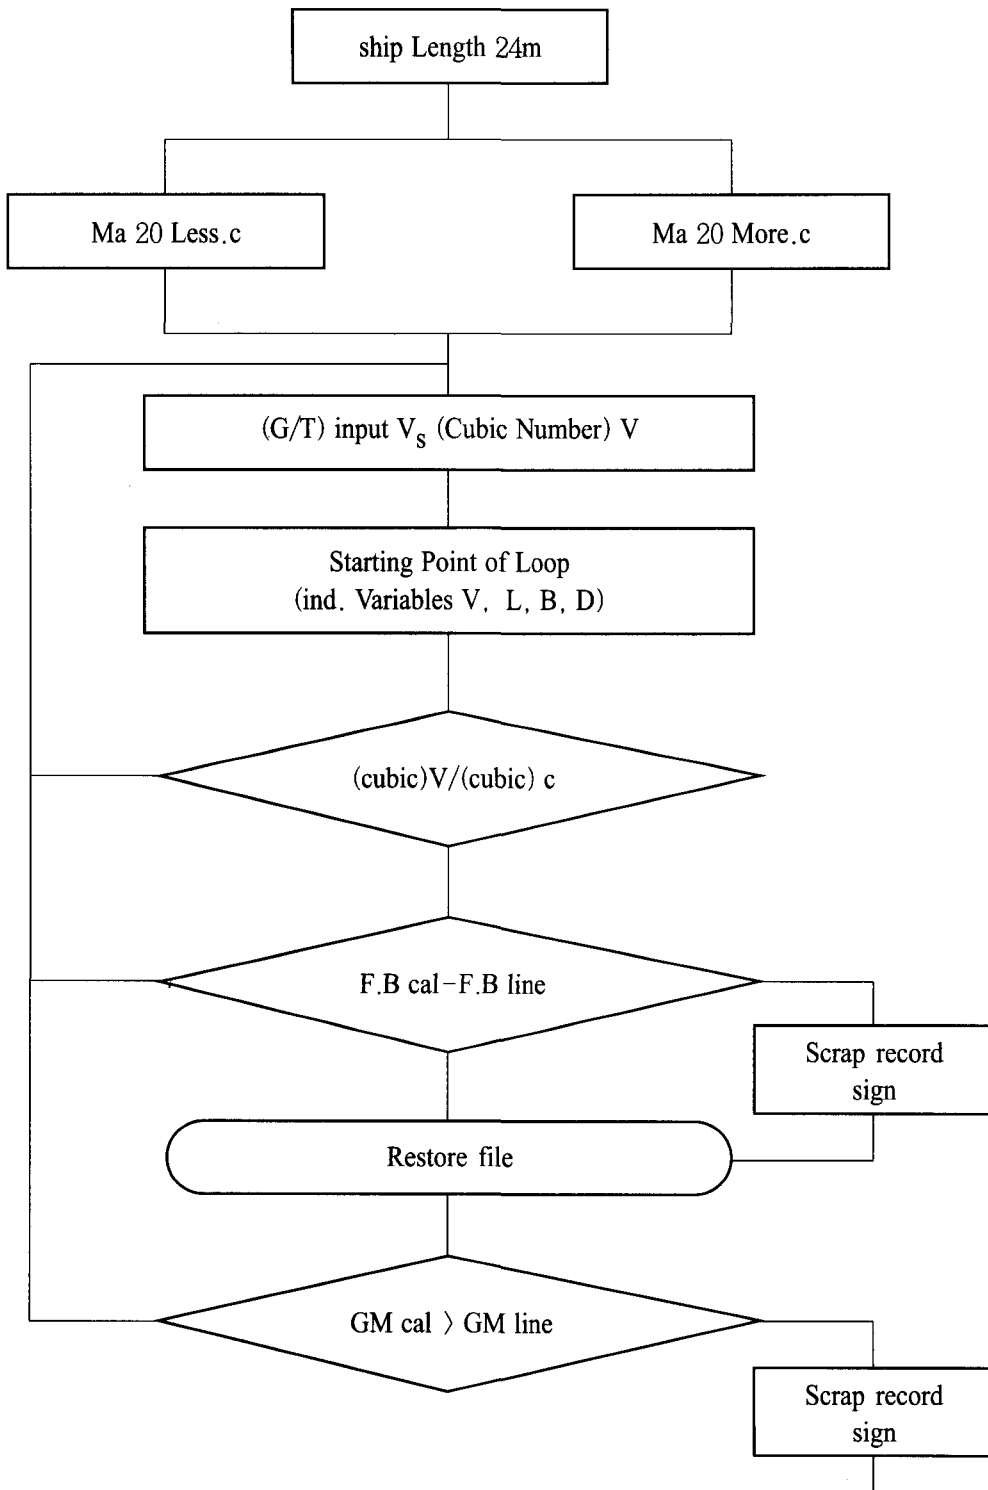 ship Length 24m
Ma 20 Less.c
Ma 20 More.c
(G/T) input Vs (Cubic Number) V
Starting Point of Loop
(ind. Variables V, L, B, D)
(cubic)V/(cubic) c
F.B cal-F.B line
Scrap record
sign
Restore file
GM cal > GM line
Scrap record
sign